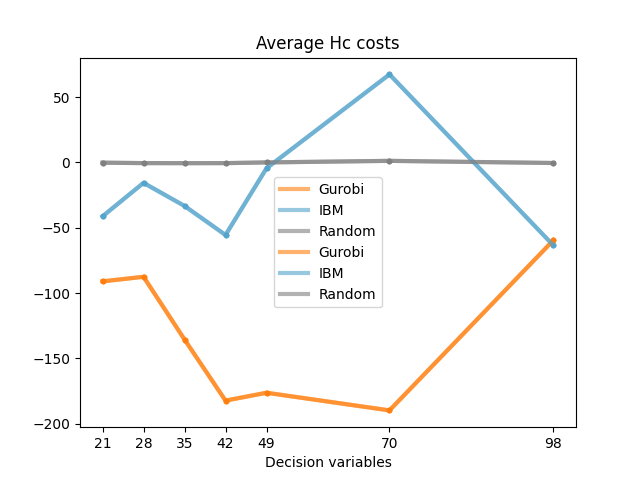 Average Hc costs
50
0
−50
−100
−150
−200
Gurobi
IBM
Random
Gurobi
IBM
Random
21 28 35 42 49 70 98
Decision variables